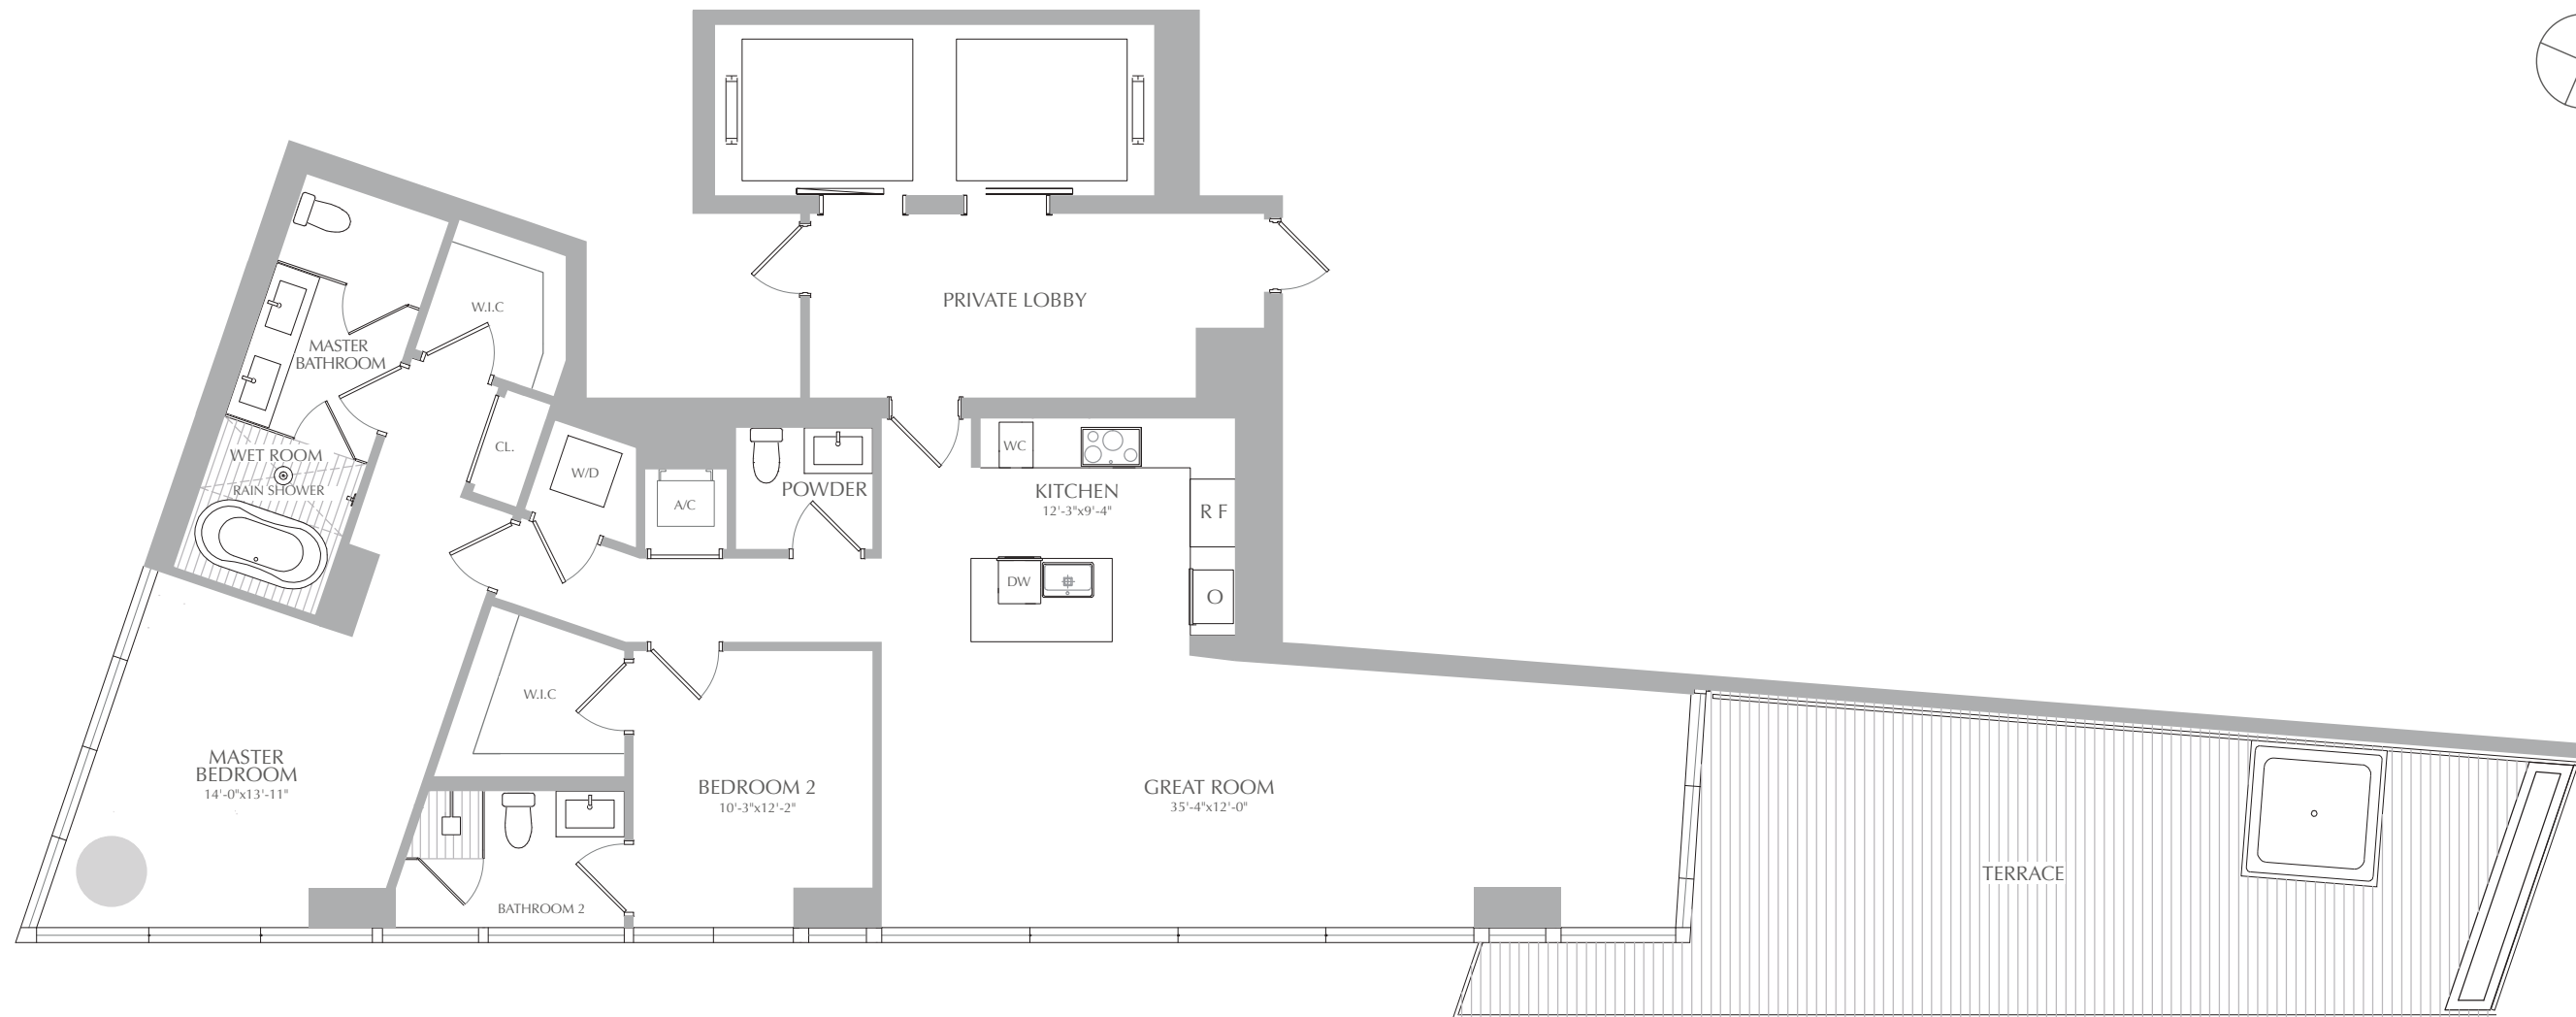 PRIVATE LOBBY
W.I.C
MASTER
BATHROOM
CL.
WET ROOM
RAIN SHOWER
W/D
A/C
POWDER
WC
KITCHEN
12'-3"x9'-4"
R F
DW
O
W.I.C
MASTER
BEDROOM
14'-0"x13'-11"
BEDROOM 2
10'-3"x12'-2"
GREAT ROOM
35'-4"x12'-0"
TERRACE
BATHROOM 2